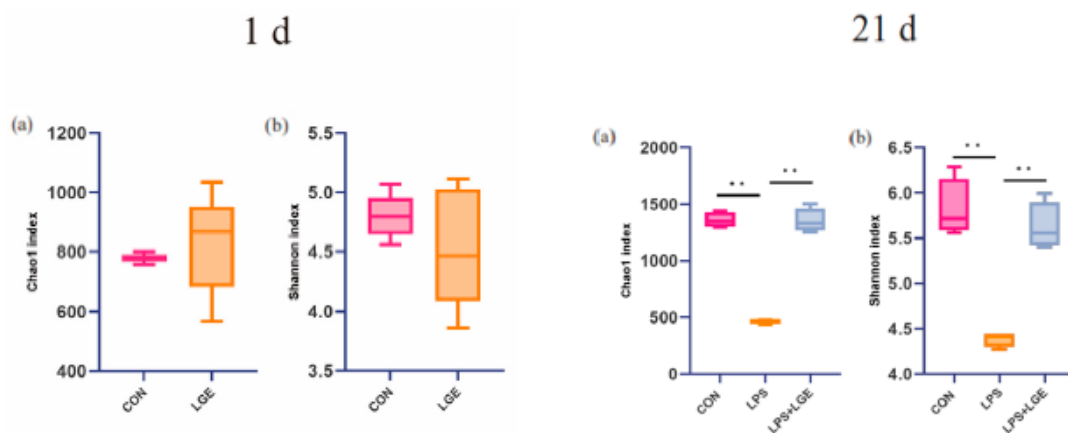 1 d
21 d
(a)
Chao1 index
1200
1000
800
600
400
CON
LGE
(b)
Shannon index
5.5
5.0
4.5
4.0
3.5
CON
LGE
(a)
Chao1 index
2000
1500
1000
500
0
* *
* *
CON
LPS
LPS+LGE
(b)
Shannon index
6.5
6.0
5.5
5.0
4.5
4.0
* *
* *
CON
LPS
LPS+LGE